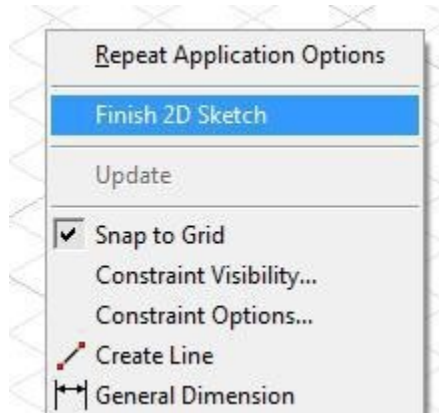 Repeat Application Options
Finish 2D Sketch
Update
Snap to Grid
Constraint Visibility...
Constraint Options...
Create Line
General Dimension